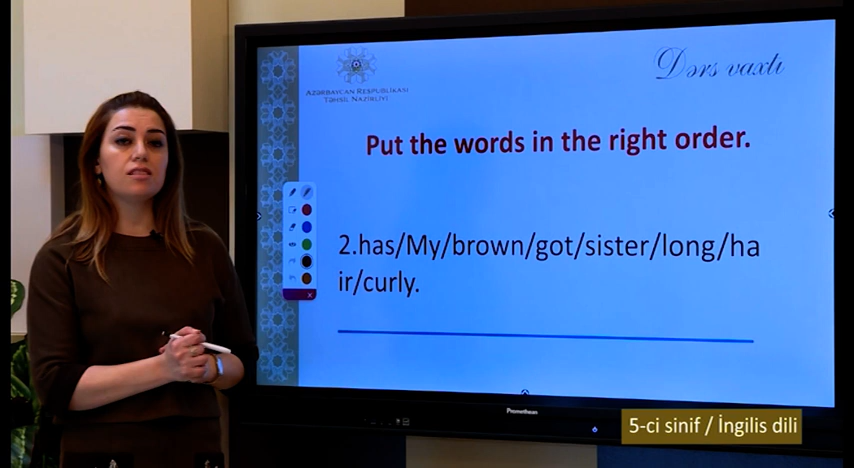 Dərs vaxtı
AZƏRBAYCAN RESPUBLİKASI
TƏHSİL NAZİRLİYİ
Put the words in the right order.
2.has/My/brown/got/sister/long/ha
ir/curly.
Promethean
5-ci sinif / İngilis dili